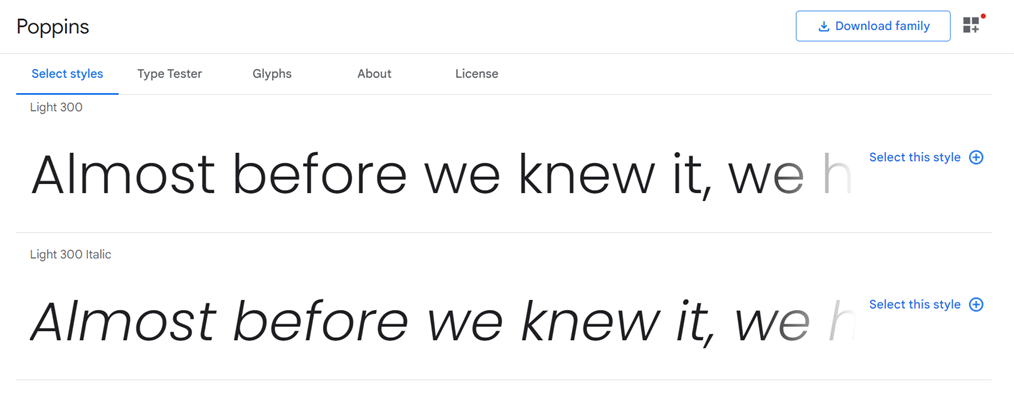 Poppins
Download family
Select styles Type Tester Glyphs About License
Light 300
Almost before we knew it, we h
Select this style
Light 300 Italic
Almost before we knew it, we h
Select this style